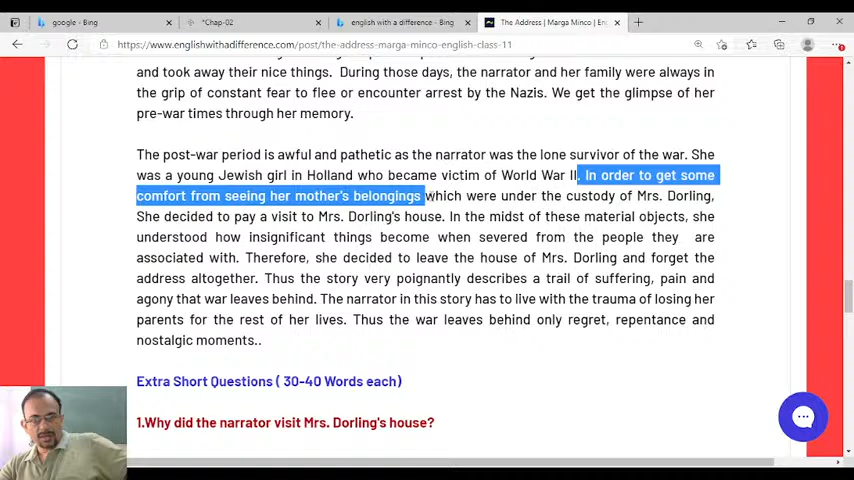 google - Bing
*Chap-02
english with a difference - Bing
The Address | Marga Minco | En
https://www.englishwithadifference.com/post/the-address-marga-minco-english-class-11
and took away their nice things. During those days, the narrator and her family were always in
the grip of constant fear to flee or encounter arrest by the Nazis. We get the glimpse of her
pre-war times through her memory.
The post-war period is awful and pathetic as the narrator was the lone survivor of the war. She
was a young Jewish girl in Holland who became victim of World War II. In order to get some
comfort from seeing her mother's belongings which were under the custody of Mrs. Dorling,
She decided to pay a visit to Mrs. Dorling's house. In the midst of these material objects, she
understood how insignificant things become when severed from the people they are
associated with. Therefore, she decided to leave the house of Mrs. Dorling and forget the
address altogether. Thus the story very poignantly describes a trail of suffering, pain and
agony that war leaves behind. The narrator in this story has to live with the trauma of losing her
parents for the rest of her lives. Thus the war leaves behind only regret, repentance and
nostalgic moments..
Extra Short Questions ( 30-40 Words each)
1.Why did the narrator visit Mrs. Dorling's house?